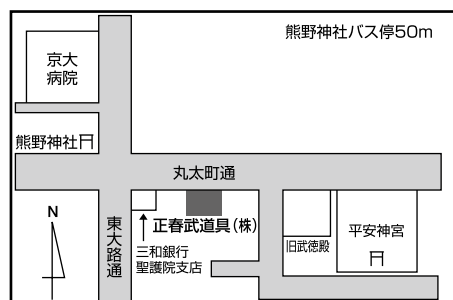 熊野神社バス停50m
京大
病院
熊野神社
丸太町通
N
東大路通
正春武道具(株)
三和銀行
聖護院支店
旧武徳殿
平安神宮